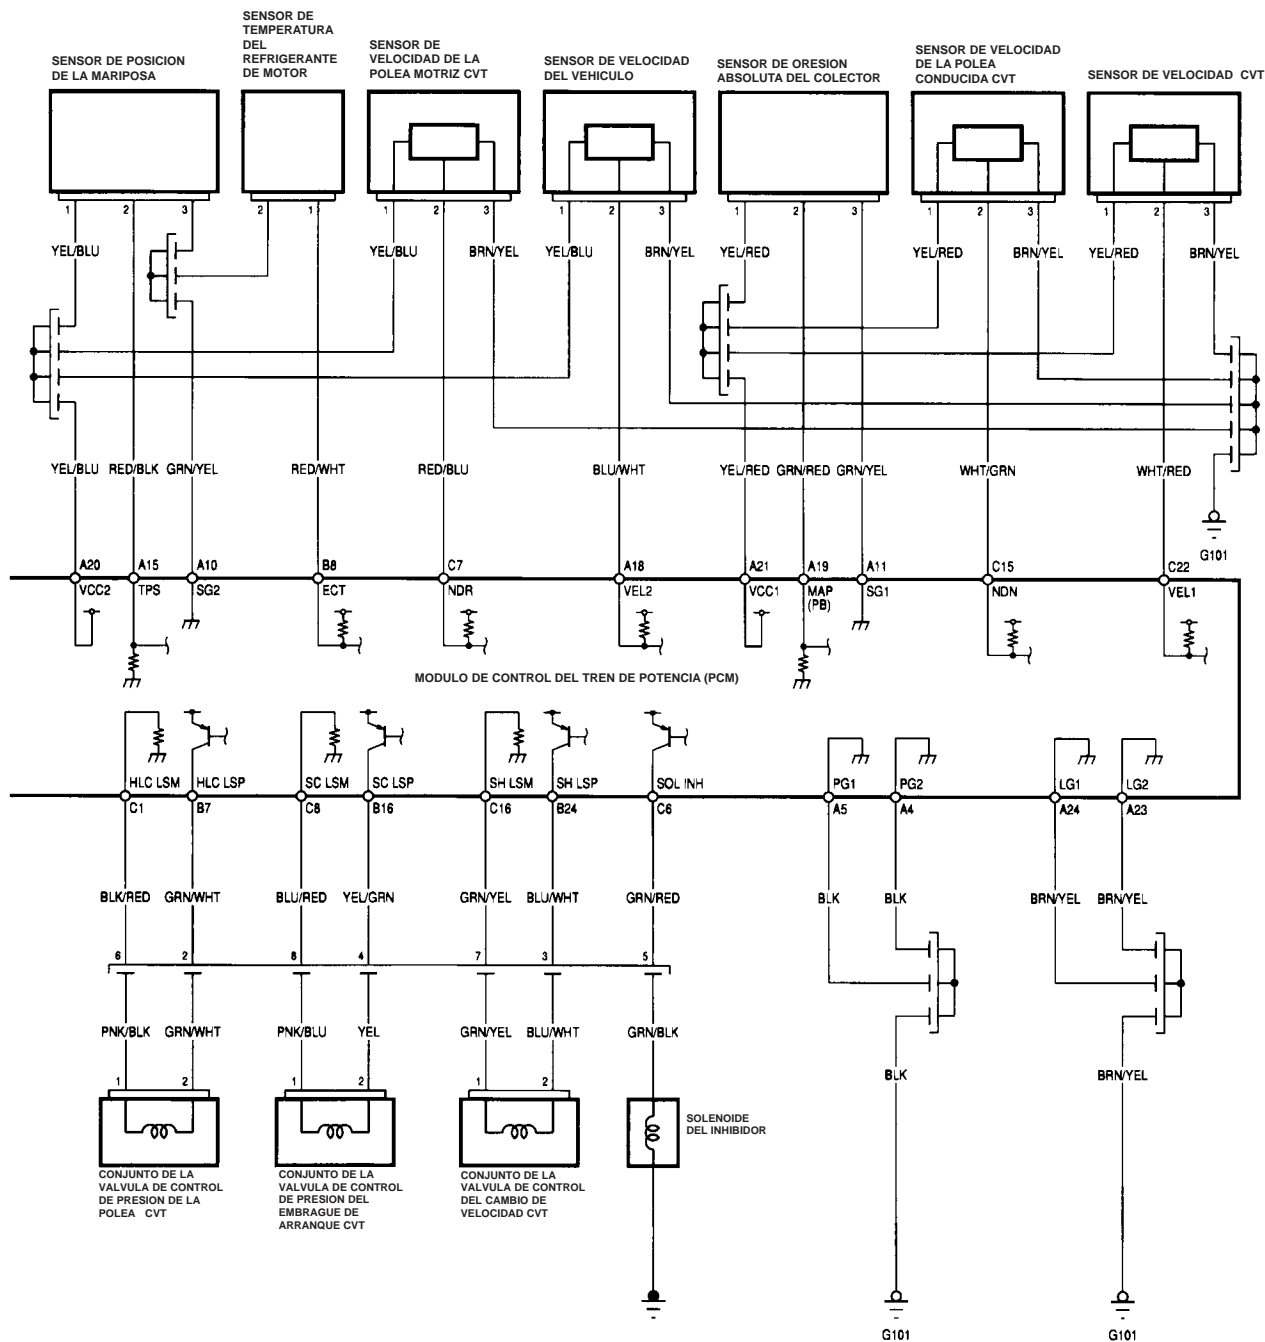 SENSOR DE POSICION
DE LA MARIPOSA
SENSOR DE
TEMPERATURA
DEL
REFRIGERANTE
DE MOTOR
SENSOR DE
VELOCIDAD DE LA
POLEA MOTRIZ CVT
SENSOR DE VELOCIDAD
DEL VEHICULO
SENSOR DE ORESION
ABSOLUTA DEL COLECTOR
SENSOR DE VELOCIDAD
DE LA POLEA
CONDUCIDA CVT
SENSOR DE VELOCIDAD CVT
1 2 3 2 1 1 2 3 1 2 3 1 2 3 1 2 3 1 2 3
YEL/BLU YEL/BLU BRN/YEL YEL/BLU BRN/YEL YEL/RED YEL/RED BRN/YEL YEL/RED BRN/YEL
YEL/BLU RED/BLK GRN/YEL RED/WHT RED/BLU BLU/WHT YEL/RED GRN/RED GRN/YEL WHT/GRN WHT/RED
G101
A20 A15 A10 B8 C7 A18 A21 A19 A11 C15 C22
VCC2 TPS SG2 ECT NDR VEL2 VCC1 MAP SG1 NDN VEL1
(PB)
MODULO DE CONTROL DEL TREN DE POTENCIA (PCM)
HLC LSM HLC LSP SC LSM SC LSP SH LSM SH LSP SOL INH PG1 PG2 LG1 LG2
C1 B7 C8 B16 C16 B24 C6 A5 A4 A24 A23
BLK/RED GRN/WHT BLU/RED YEL/GRN GRN/YEL BLU/WHT GRN/RED BLK BLK BRN/YEL BRN/YEL
6 2 8 4 7 3 5
PNK/BLK GRN/WHT PNK/BLU YEL GRN/YEL BLU/WHT GRN/BLK
BLK BRN/YEL
1 2 1 2 1 2
SOLENOIDE
DEL INHIBIDOR
CONJUNTO DE LA
VALVULA DE CONTROL
DE PRESION DE LA
POLEA CVT
CONJUNTO DE LA
VALVULA DE CONTROL
DE PRESION DEL
EMBRAGUE DE
ARRANQUE CVT
CONJUNTO DE LA
VALVULA DE CONTROL
DEL CAMBIO DE
VELOCIDAD CVT
G101 G101